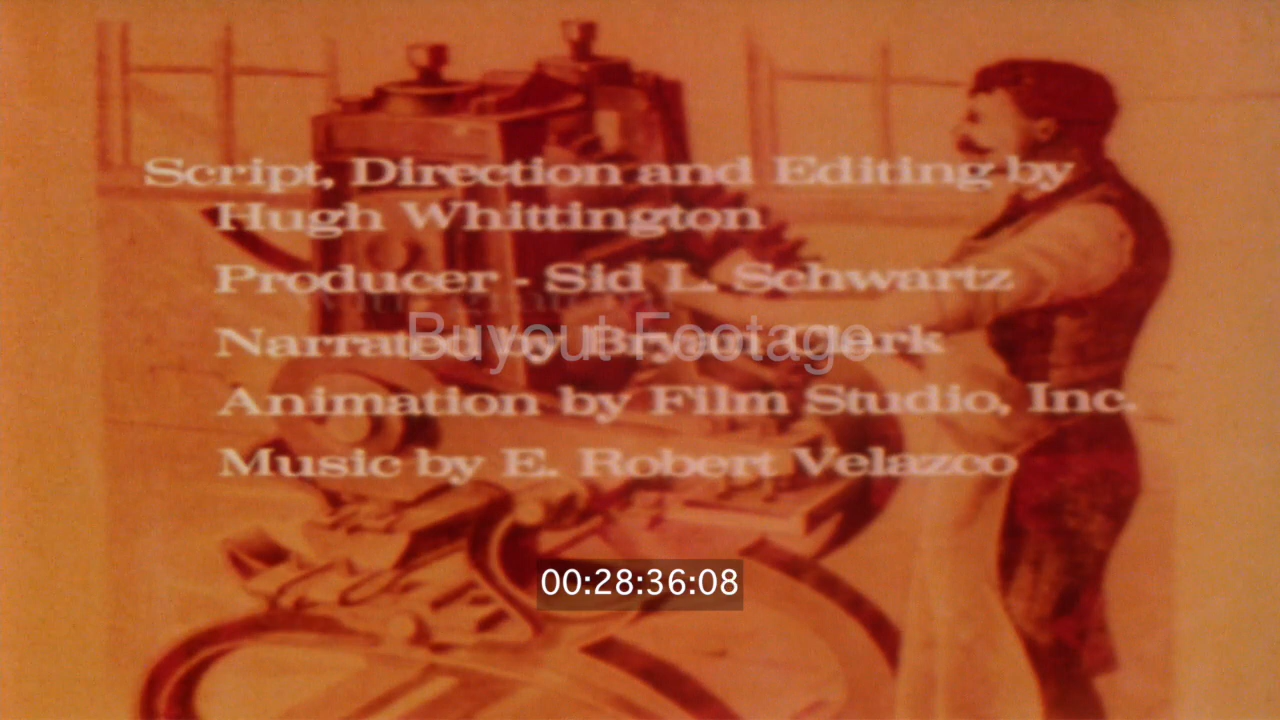 Script, Direction and Editing by
Hugh Whittington
Producer - Sid L. Schwartz
Buyout Footage
Narrated by Bryan Clark
Animation by Film Studio, Inc.
Music by E. Robert Velazco
00:28:36:08